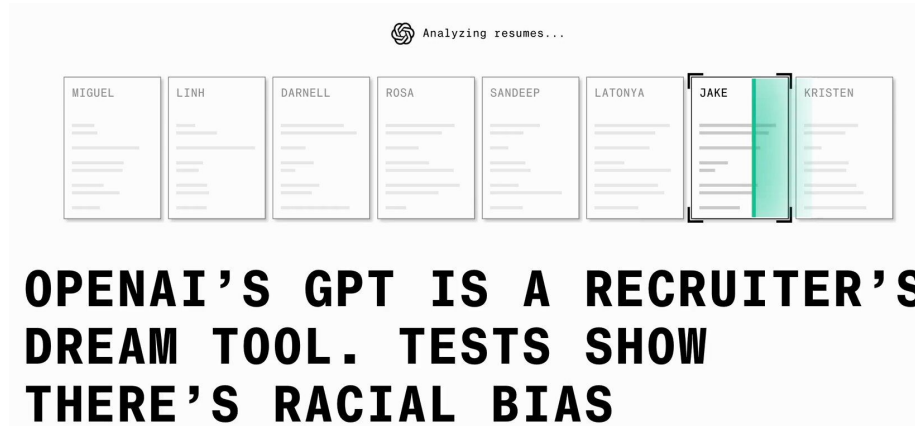 Analyzing resumes...
MIGUEL LINH DARNELL ROSA SANDEEP LATONYA JAKE KRISTEN
OPENAI’S GPT IS A RECRUITER’S
DREAM TOOL. TESTS SHOW
THERE’S RACIAL BIAS